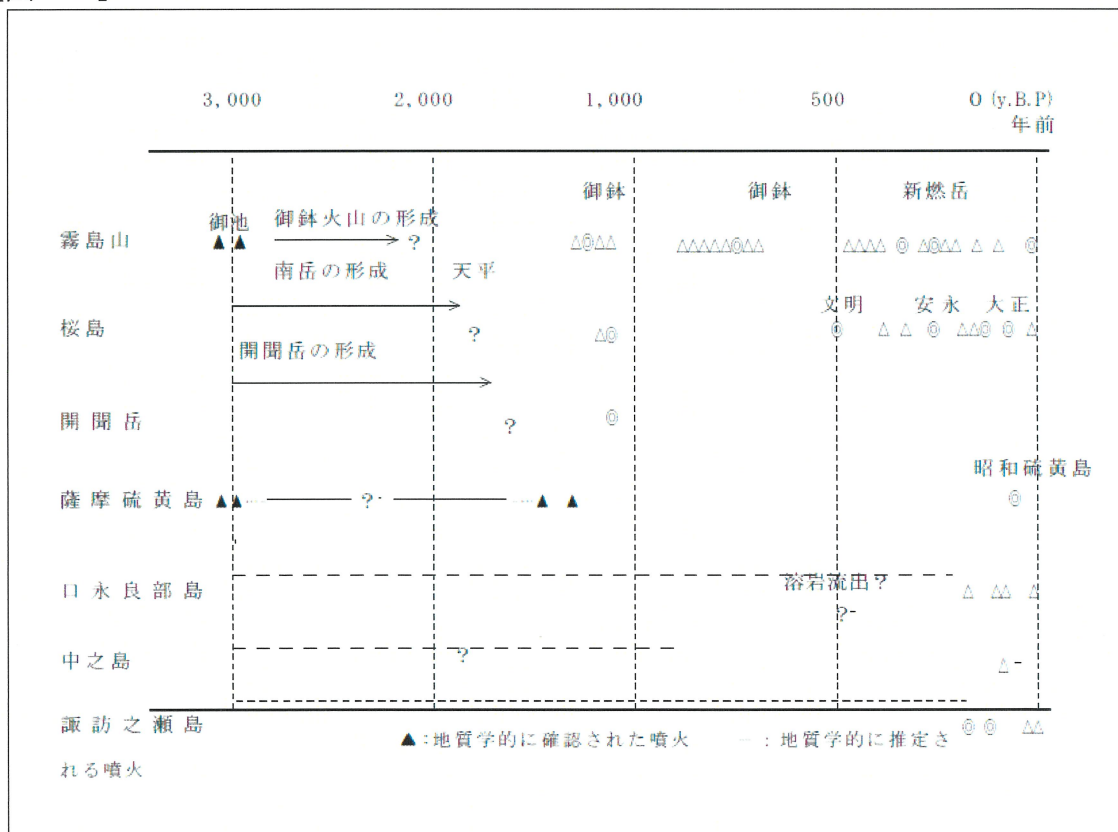 3,000 2,000 1,000 500 0 (y.B.P)
年前
御鉢 御鉢 新燃岳
御池 御鉢火山の形成
霧島山 ▲ ▲ ? △◎△△ △△△△△△◎△△ △△△△ ◎ △◎△△ △ △ ◎
南岳の形成 天平
文明 安永 大正
桜島 ? △◎ ◎ △ △ ◎ △△◎ ◎ △
開聞岳の形成
開聞岳 ? ◎
昭和硫黄島
薩摩硫黄島 ▲▲ ? ▲ ▲ ◎
口永良部島 溶岩流出? △ △△ △
?
中之島 ? △
諏訪之瀬島 ◎ ◎ △△
▲:地質学的に確認された噴火 ―:地質学的に推定さ
れる噴火